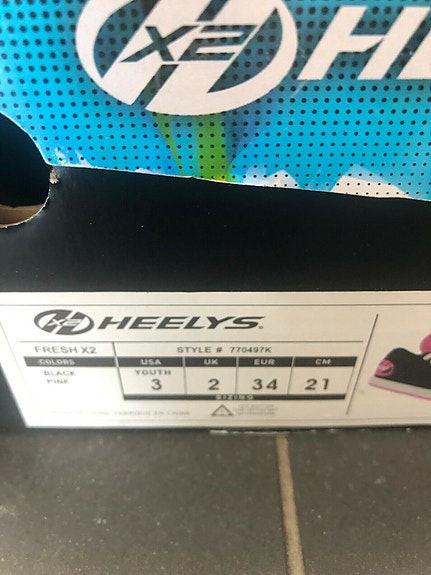 X2 H
X2 HEELYS®
FRESH X2 STYLE # 770497K
COLORS USA UK EUR CM
BLACK YOUTH
PINK 3 2 34 21
SIZING